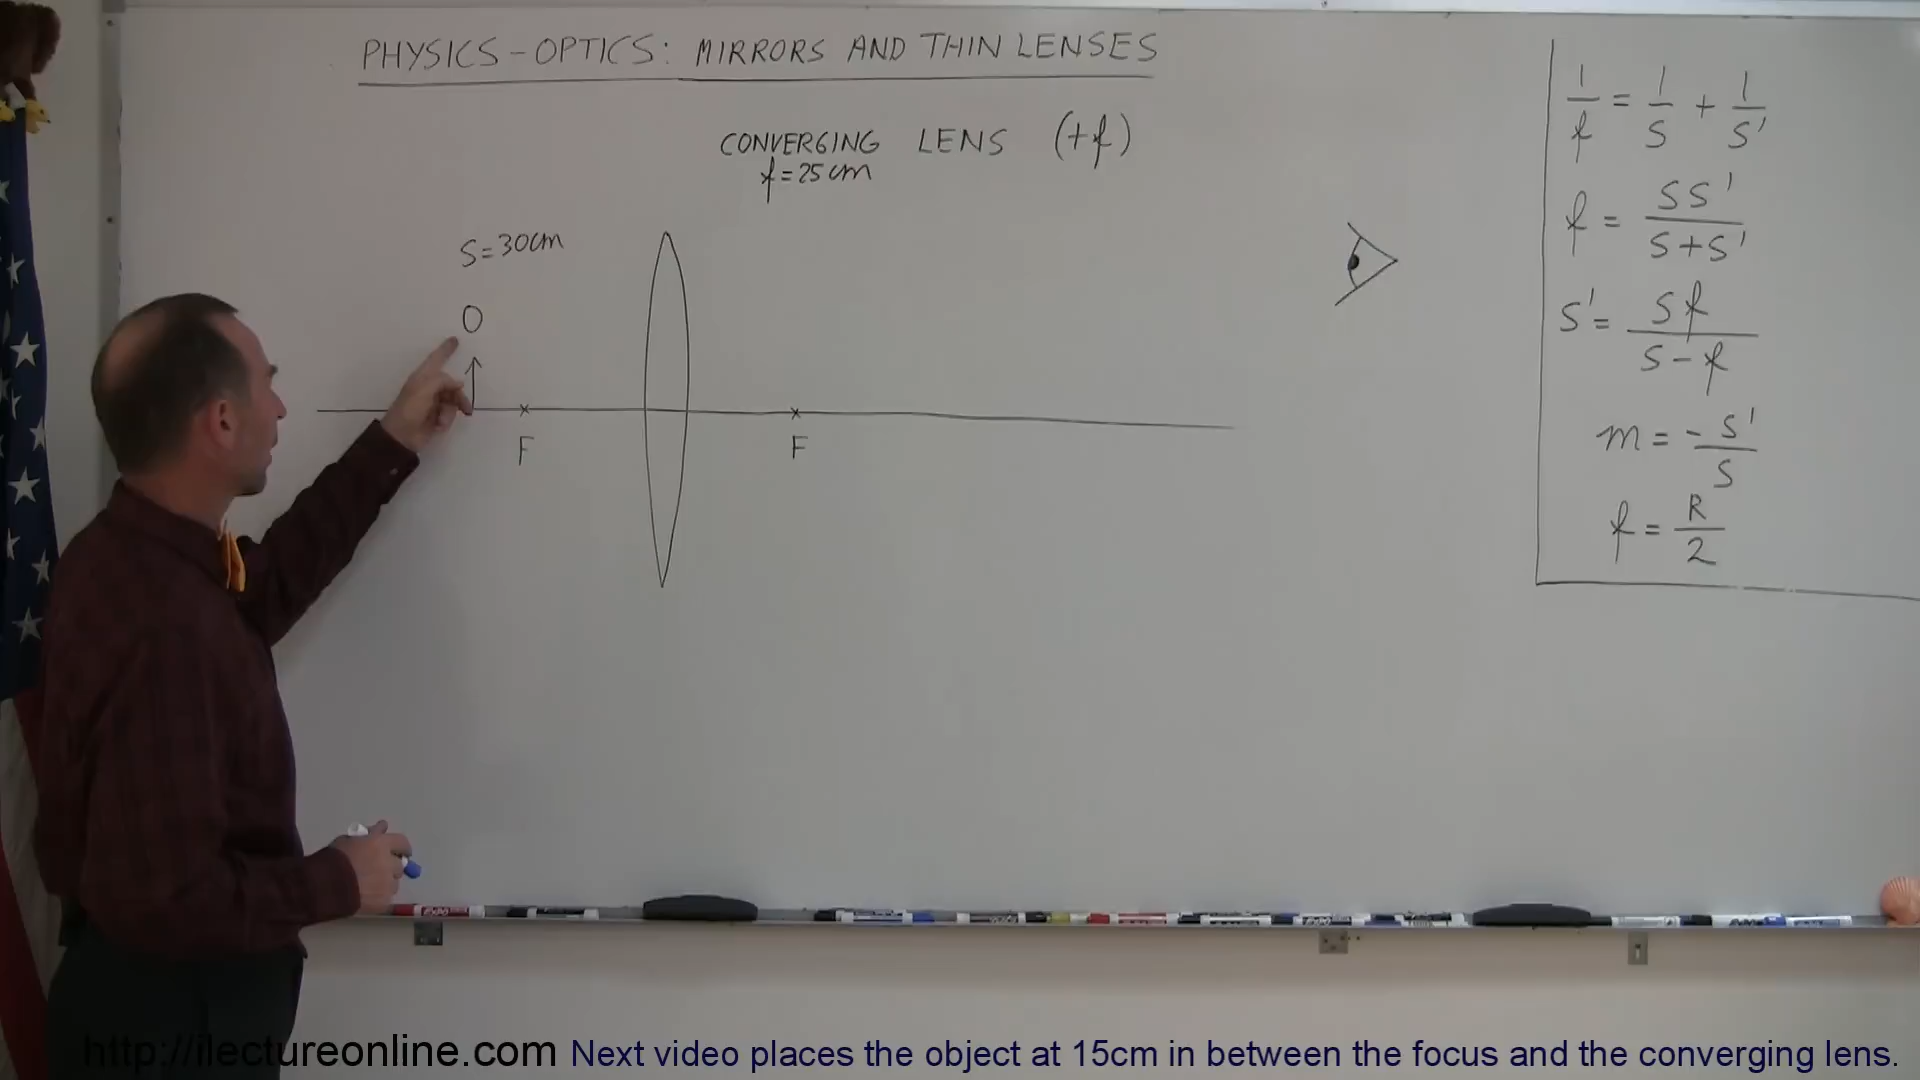 PHYSICS-OPTICS: MIRRORS AND THIN LENSES
CONVERGING LENS (+f)
f = 25 cm
S = 30 cm
O
F
F
1/f = 1/S + 1/S'
f = SS'/S+S'
S' = Sf/S-f
m = -S'/S
f = R/2
http://ilectureonline.com Next video places the object at 15cm in between the focus and the converging lens.